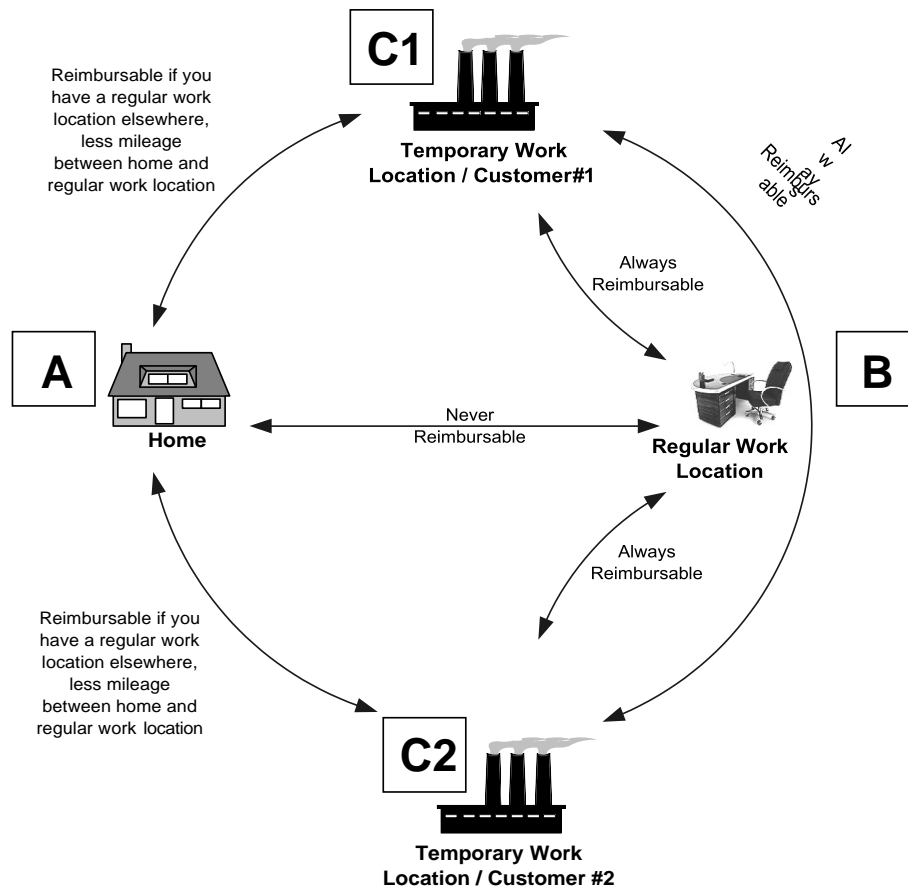 C1
Reimbursable if you
have a regular work
location elsewhere,
less mileage
between home and
regular work location
Temporary Work
Location / Customer#1
Always
Reimbursable
Always
Reimbursable
A
Home
Never
Reimbursable
Regular Work
Location
B
Always
Reimbursable
Reimbursable if you
have a regular work
location elsewhere,
less mileage
between home and
regular work location
C2
Temporary Work
Location / Customer #2